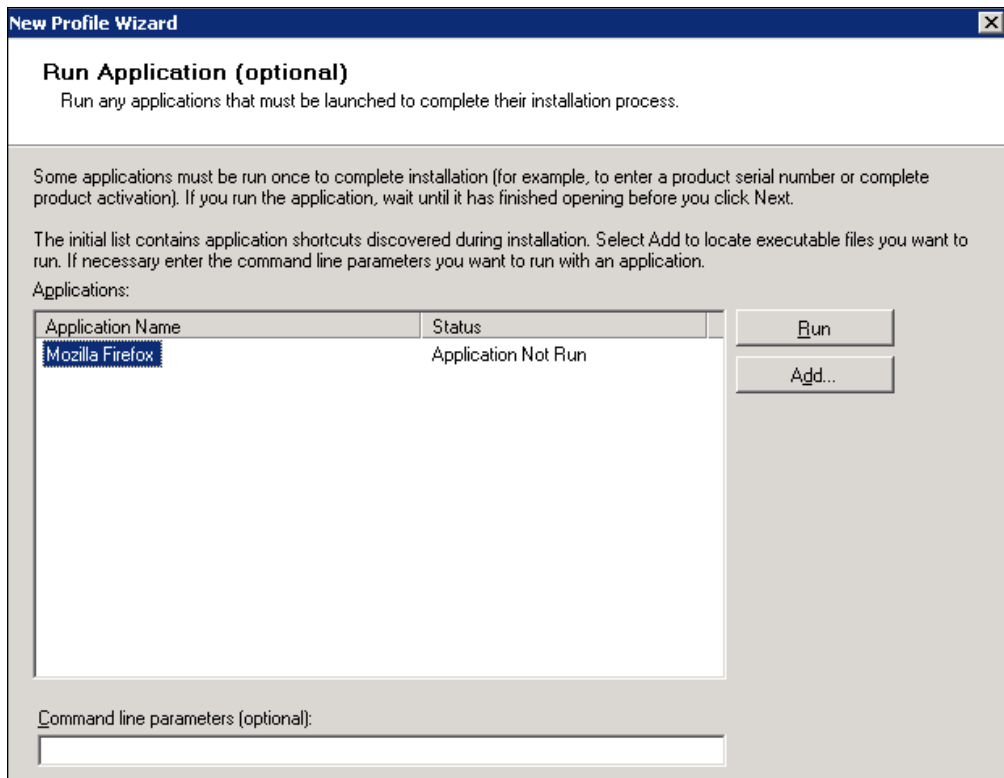 New Profile Wizard
Run Application (optional)
Run any applications that must be launched to complete their installation process.
Some applications must be run once to complete installation (for example, to enter a product serial number or complete
product activation). If you run the application, wait until it has finished opening before you click Next.
The initial list contains application shortcuts discovered during installation. Select Add to locate executable files you want to
run. If necessary enter the command line parameters you want to run with an application.
Applications:
Application Name Status
Mozilla Firefox Application Not Run
Run
Add...
Command line parameters (optional):